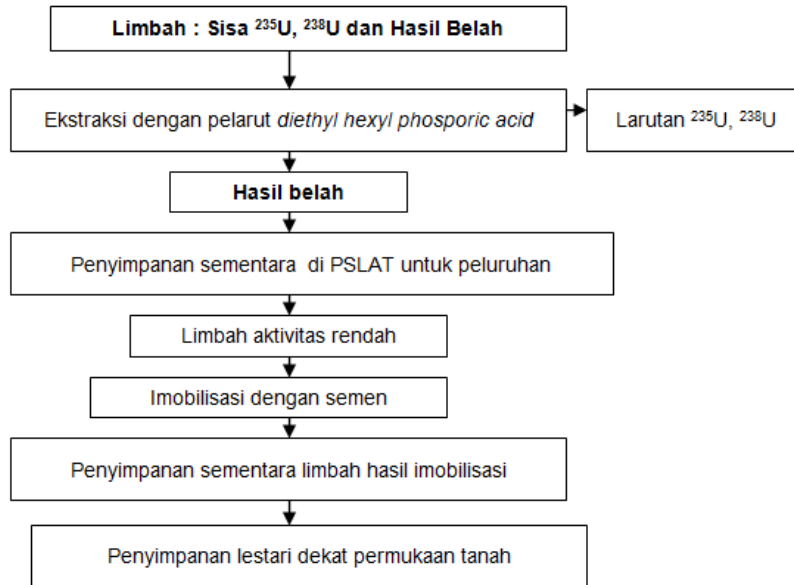 Limbah : Sisa ²³⁵U, ²³⁸U dan Hasil Belah
Ekstraksi dengan pelarut diethyl hexyl phosporic acid
Larutan ²³⁵U, ²³⁸U
Hasil belah
Penyimpanan sementara di PSLAT untuk peluruhan
Limbah aktivitas rendah
Imobilisasi dengan semen
Penyimpanan sementara limbah hasil imobilisasi
Penyimpanan lestari dekat permukaan tanah